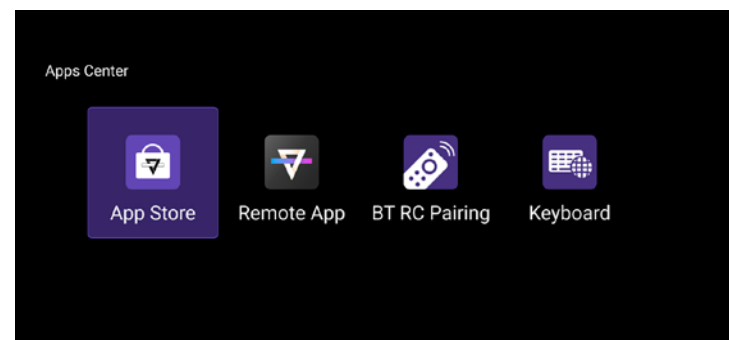 Apps Center
App Store
Remote App
BT RC Pairing
Keyboard